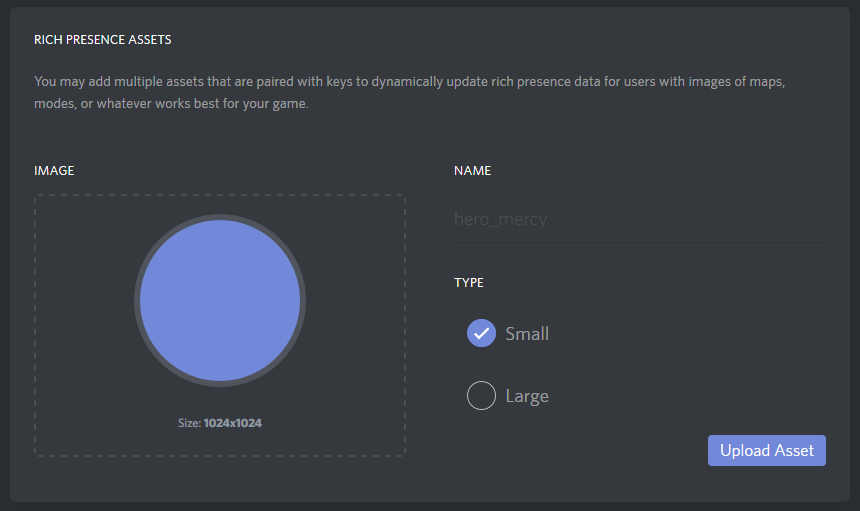 RICH PRESENCE ASSETS
You may add multiple assets that are paired with keys to dynamically update rich presence data for users with images of maps,
modes, or whatever works best for your game.
IMAGE
Size: 1024x1024
NAME
hero_mercy
TYPE
Small
Large
Upload Asset